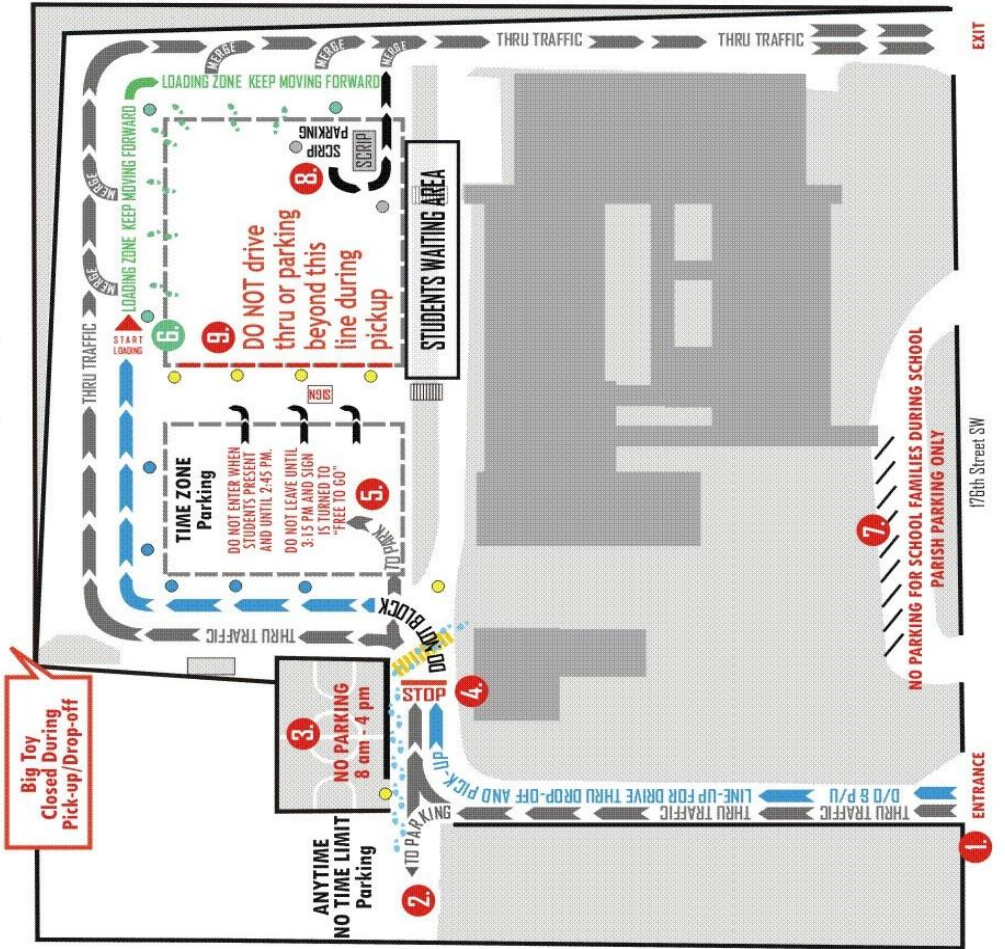 Big Toy
Closed During
Pick-up/Drop-off
THRU TRAFFIC
MERGE
MERGE
MERGE
MERGE
MERGE
THRU TRAFFIC
THRU TRAFFIC
EXIT
START
LOADING
LOADING ZONE KEEP MOVING FORWARD
LOADING ZONE KEEP MOVING FORWARD
6.
9.
DO NOT drive
thru or parking
beyond this
line during
pickup
8.
SCRIP
PARKING
SCRIP
STUDENTS WAITING AREA
SIGN
TIME ZONE
Parking
DO NOT ENTER WHEN
STUDENTS PRESENT
AND UNTIL 2:45 PM.
DO NOT LEAVE UNTIL
3:15 PM AND SIGN
IS TURNED TO
"FREE TO GO"
5.
TO PARK
THRU TRAFFIC
DO NOT BLOCK
3.
NO PARKING
8 am - 4 pm
STOP
4.
ANYTIME
NO TIME LIMIT
Parking
2.
TO PARKING
LINE-UP FOR DRIVE THRU DROP-OFF AND PICK-UP
D/O & P/U
THRU TRAFFIC
THRU TRAFFIC
ENTRANCE
1.
7.
NO PARKING FOR SCHOOL FAMILIES DURING SCHOOL
PARISH PARKING ONLY
176th Street SW